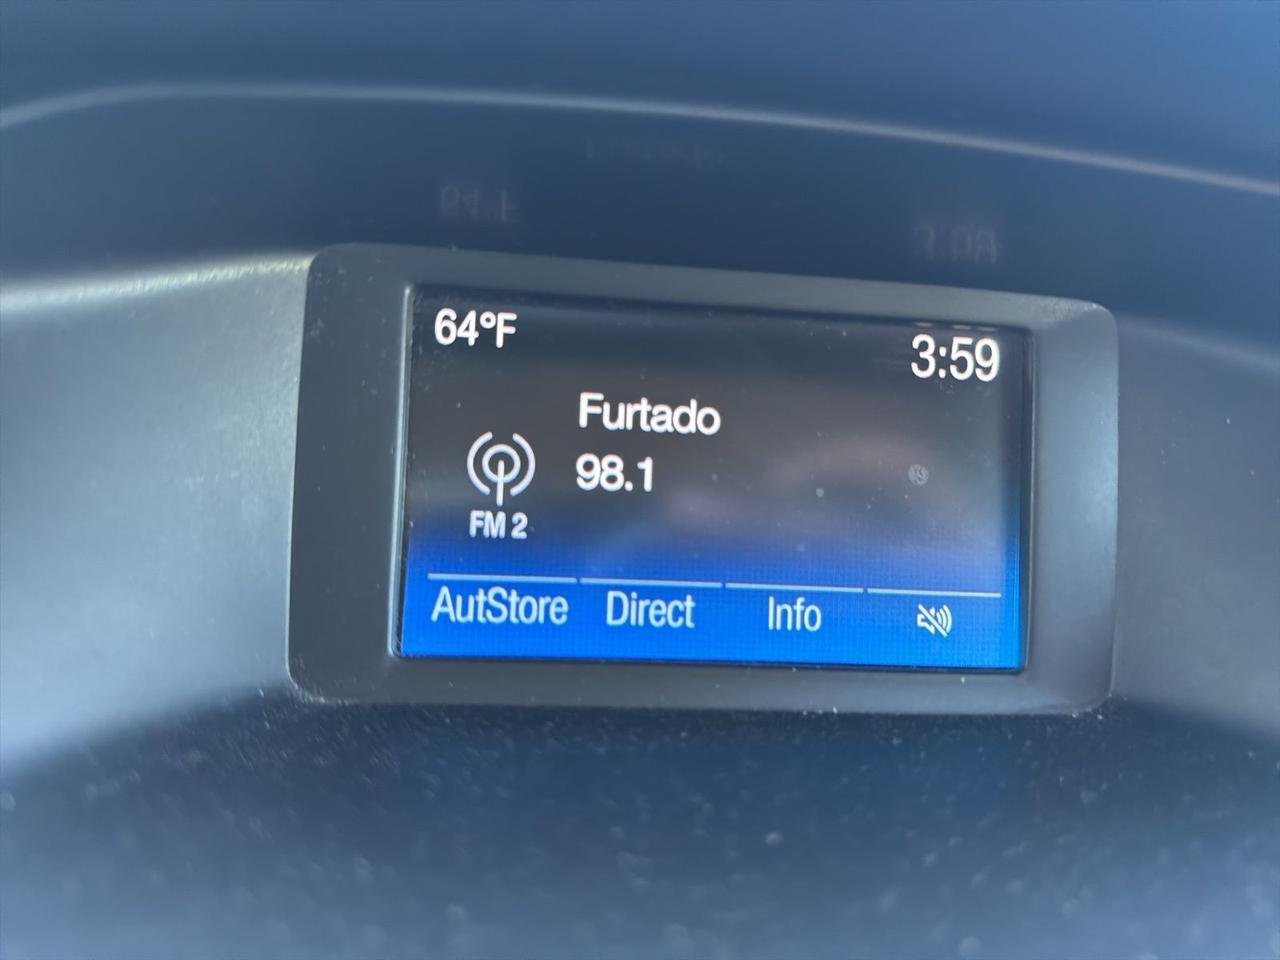 64°F
3:59
Furtado
98.1
FM 2
AutStore Direct Info